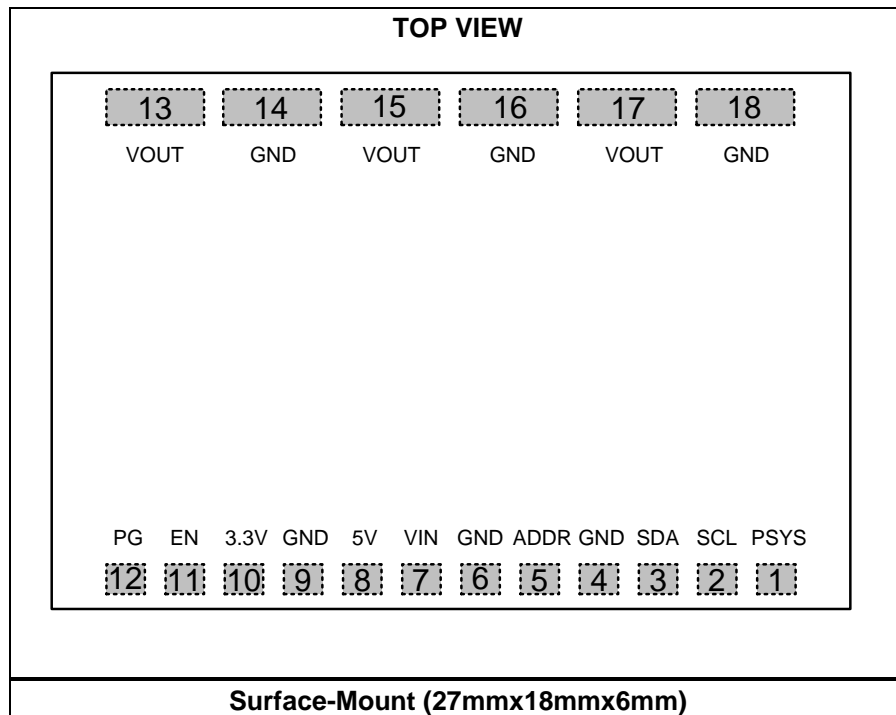 TOP VIEW
13 14 15 16 17 18
VOUT GND VOUT GND VOUT GND
PG EN 3.3V GND 5V VIN GND ADDR GND SDA SCL PSYS
12 11 10 9 8 7 6 5 4 3 2 1
Surface-Mount (27mmx18mmx6mm)